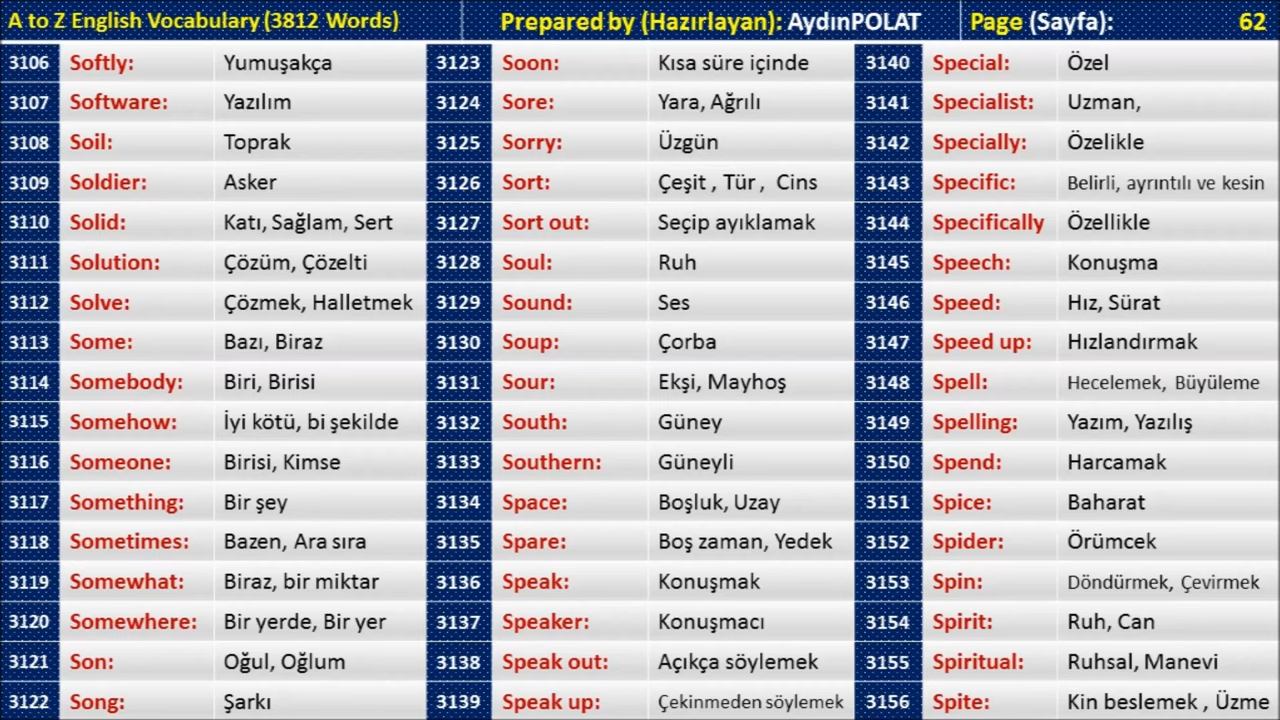 A to Z English Vocabulary (3812 Words) Prepared by (Hazırlayan): AydınPOLAT Page (Sayfa): 62
3106 Softly: Yumuşakça
3107 Software: Yazılım
3108 Soil: Toprak
3109 Soldier: Asker
3110 Solid: Katı, Sağlam, Sert
3111 Solution: Çözüm, Çözelti
3112 Solve: Çözmek, Halletmek
3113 Some: Bazı, Biraz
3114 Somebody: Biri, Birisi
3115 Somehow: İyi kötü, bi şekilde
3116 Someone: Birisi, Kimse
3117 Something: Bir şey
3118 Sometimes: Bazen, Ara sıra
3119 Somewhat: Biraz, bir miktar
3120 Somewhere: Bir yerde, Bir yer
3121 Son: Oğul, Oğlum
3122 Song: Şarkı
3123 Soon: Kısa süre içinde
3124 Sore: Yara, Ağrılı
3125 Sorry: Üzgün
3126 Sort: Çeşit , Tür , Cins
3127 Sort out: Seçip ayıklamak
3128 Soul: Ruh
3129 Sound: Ses
3130 Soup: Çorba
3131 Sour: Ekşi, Mayhoş
3132 South: Güney
3133 Southern: Güneyli
3134 Space: Boşluk, Uzay
3135 Spare: Boş zaman, Yedek
3136 Speak: Konuşmak
3137 Speaker: Konuşmacı
3138 Speak out: Açıkça söylemek
3139 Speak up: Çekinmeden söylemek
3140 Special: Özel
3141 Specialist: Uzman,
3142 Specially: Özelikle
3143 Specific: Belirli, ayrıntılı ve kesin
3144 Specifically Özellikle
3145 Speech: Konuşma
3146 Speed: Hız, Sürat
3147 Speed up: Hızlandırmak
3148 Spell: Hecelemek, Büyüleme
3149 Spelling: Yazım, Yazılış
3150 Spend: Harcamak
3151 Spice: Baharat
3152 Spider: Örümcek
3153 Spin: Döndürmek, Çevirmek
3154 Spirit: Ruh, Can
3155 Spiritual: Ruhsal, Manevi
3156 Spite: Kin beslemek , Üzme